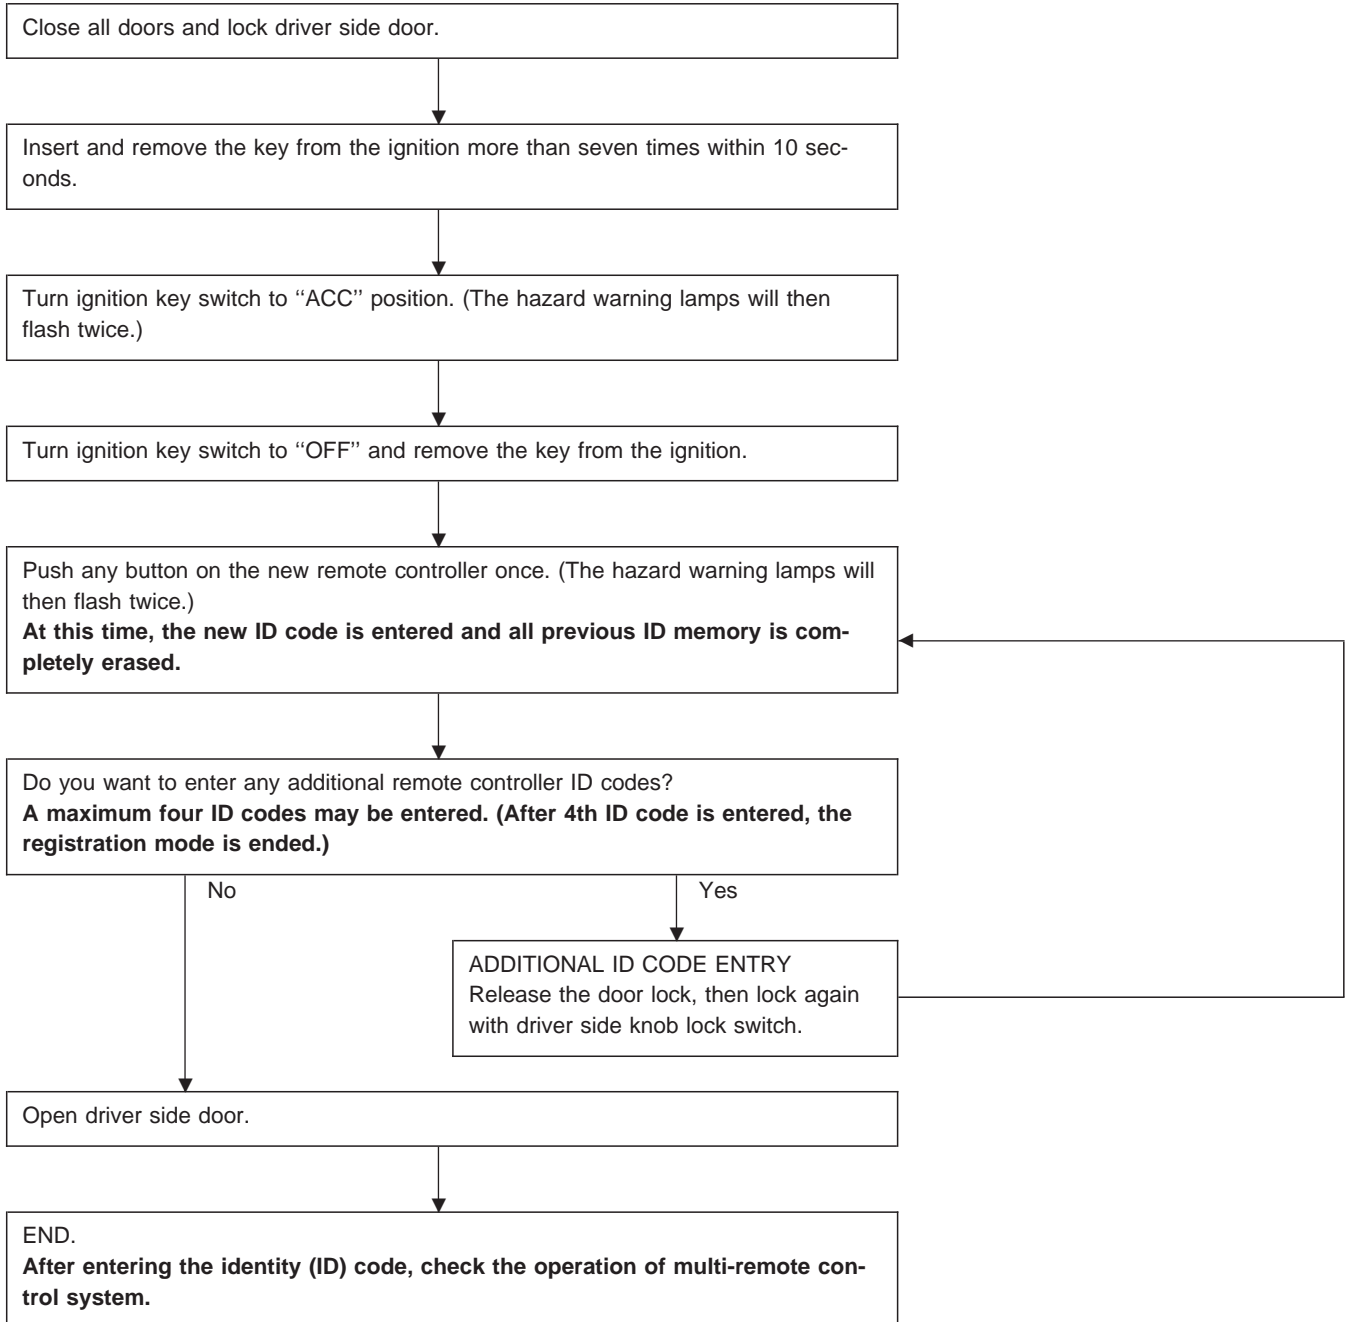 Close all doors and lock driver side door.
Insert and remove the key from the ignition more than seven times within 10 sec-
onds.
Turn ignition key switch to ‘‘ACC’’ position. (The hazard warning lamps will then
flash twice.)
Turn ignition key switch to ‘‘OFF’’ and remove the key from the ignition.
Push any button on the new remote controller once. (The hazard warning lamps will
then flash twice.)
At this time, the new ID code is entered and all previous ID memory is com-
pletely erased.
Do you want to enter any additional remote controller ID codes?
A maximum four ID codes may be entered. (After 4th ID code is entered, the
registration mode is ended.)
No
Yes
ADDITIONAL ID CODE ENTRY
Release the door lock, then lock again
with driver side knob lock switch.
Open driver side door.
END.
After entering the identity (ID) code, check the operation of multi-remote con-
trol system.